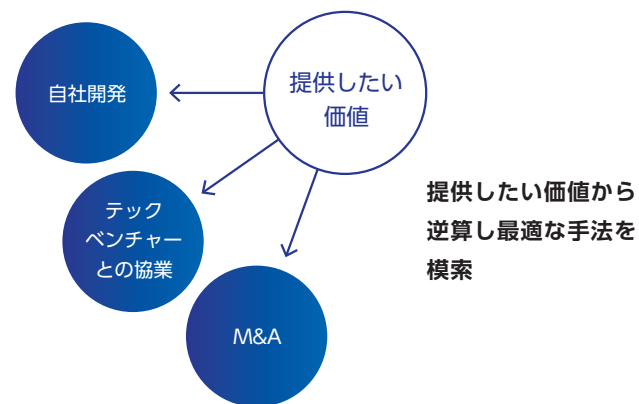 提供したい
価値
自社開発
テック
ベンチャー
との協業
M&A
提供したい価値から
逆算し最適な手法を
模索